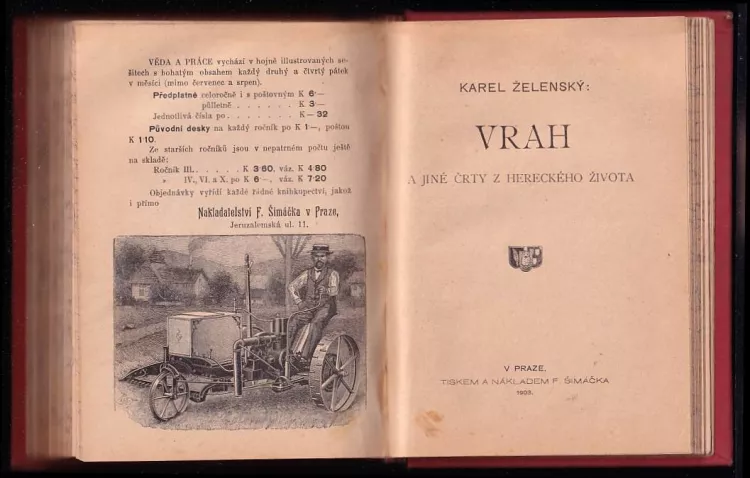 VĚDA A PRÁCE vychází v hojně illustrovaných se-
šitech s bohatým obsahem každý druhý a čtvrtý pátek
v měsíci (mimo červenec a srpen).
Předplatné celoročně i s poštovným K 6·—
půlletně . . . . . . K 3·—
Jednotlivá čísla po . . . . . . K —·32
Původní desky na každý ročník po K 1·—, poštou
K 1·10.
Ze starších ročníků jsou v nepatrném počtu ještě
na skladě:
Ročník III. . . . . K 3·60, váz. K 4·80
„ IV., VI. a X. po K 6·—, váz. K 7·20
Objednávky vyřídí každé řádné knihkupectví, jakož
i přímo
Nakladatelství F. Šimáčka v Praze,
Jeruzalemská ul. 11.
KAREL ŽELENSKÝ:
VRAH
A JINÉ ČRTY Z HERECKÉHO ŽIVOTA
V PRAZE.
TISKEM A NÁKLADEM F. ŠIMÁČKA
1903.